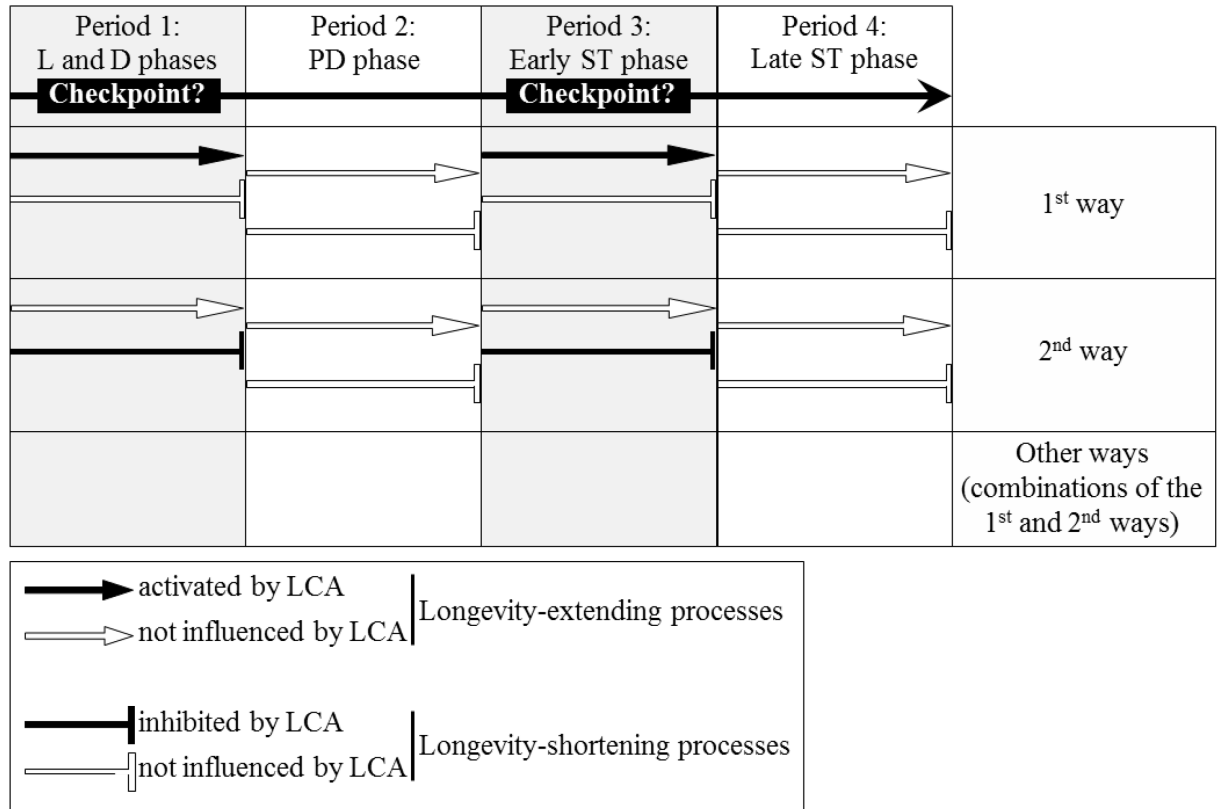 Period 1:
L and D phases
Period 2:
PD phase
Period 3:
Early ST phase
Period 4:
Late ST phase
Checkpoint?
Checkpoint?
1st way
2nd way
Other ways
(combinations of the
1st and 2nd ways)
activated by LCA
not influenced by LCA
Longevity-extending processes
inhibited by LCA
not influenced by LCA
Longevity-shortening processes